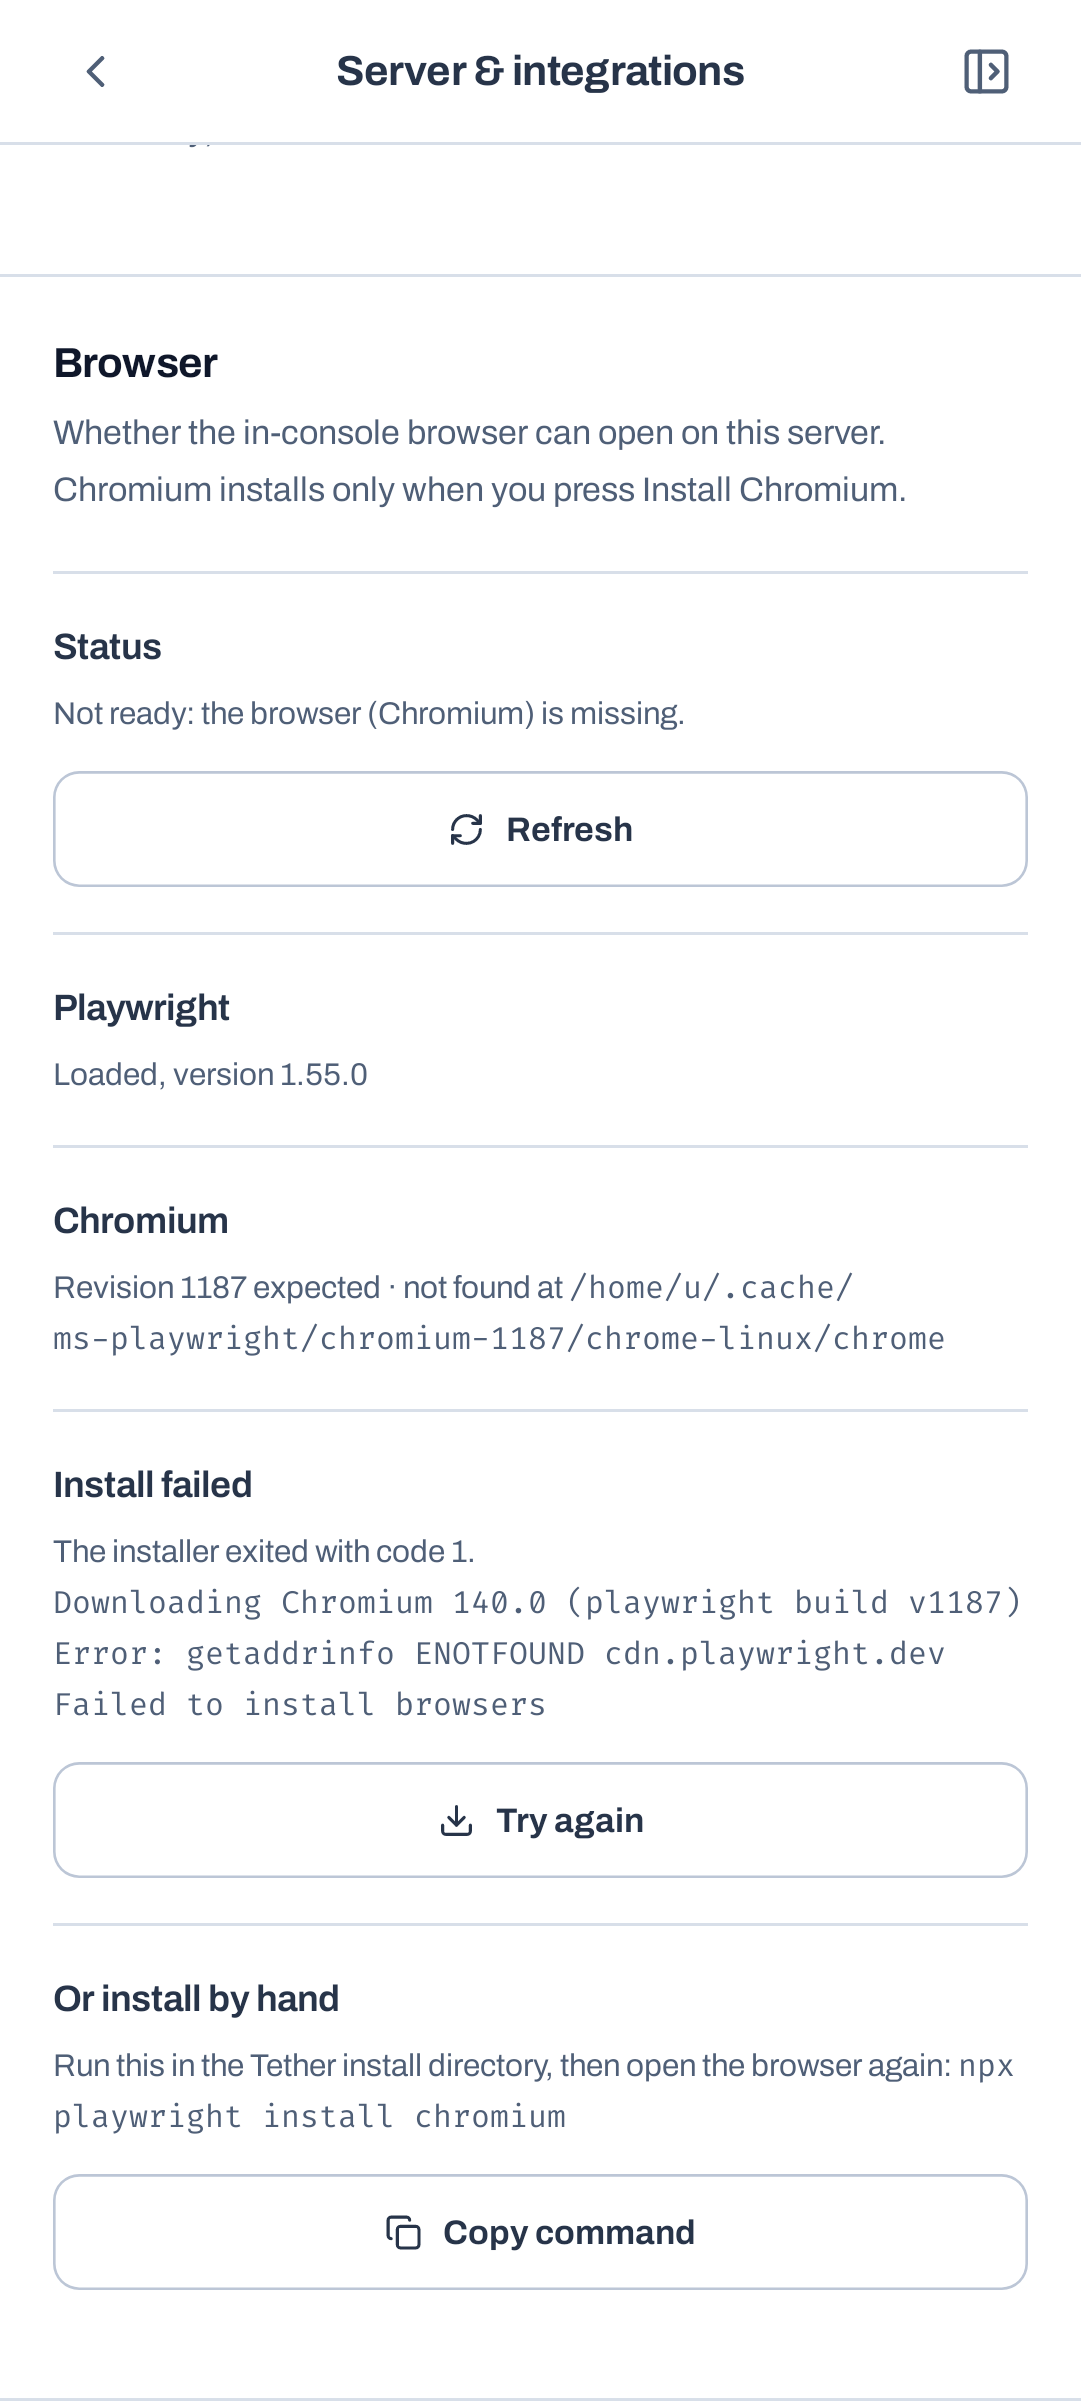 Server & integrations
Browser
Whether the in-console browser can open on this server.
Chromium installs only when you press Install Chromium.
Status
Not ready: the browser (Chromium) is missing.
Refresh
Playwright
Loaded, version 1.55.0
Chromium
Revision 1187 expected · not found at /home/u/.cache/
ms-playwright/chromium-1187/chrome-linux/chrome
Install failed
The installer exited with code 1.
Downloading Chromium 140.0 (playwright build v1187)
Error: getaddrinfo ENOTFOUND cdn.playwright.dev
Failed to install browsers
Try again
Or install by hand
Run this in the Tether install directory, then open the browser again: npx
playwright install chromium
Copy command